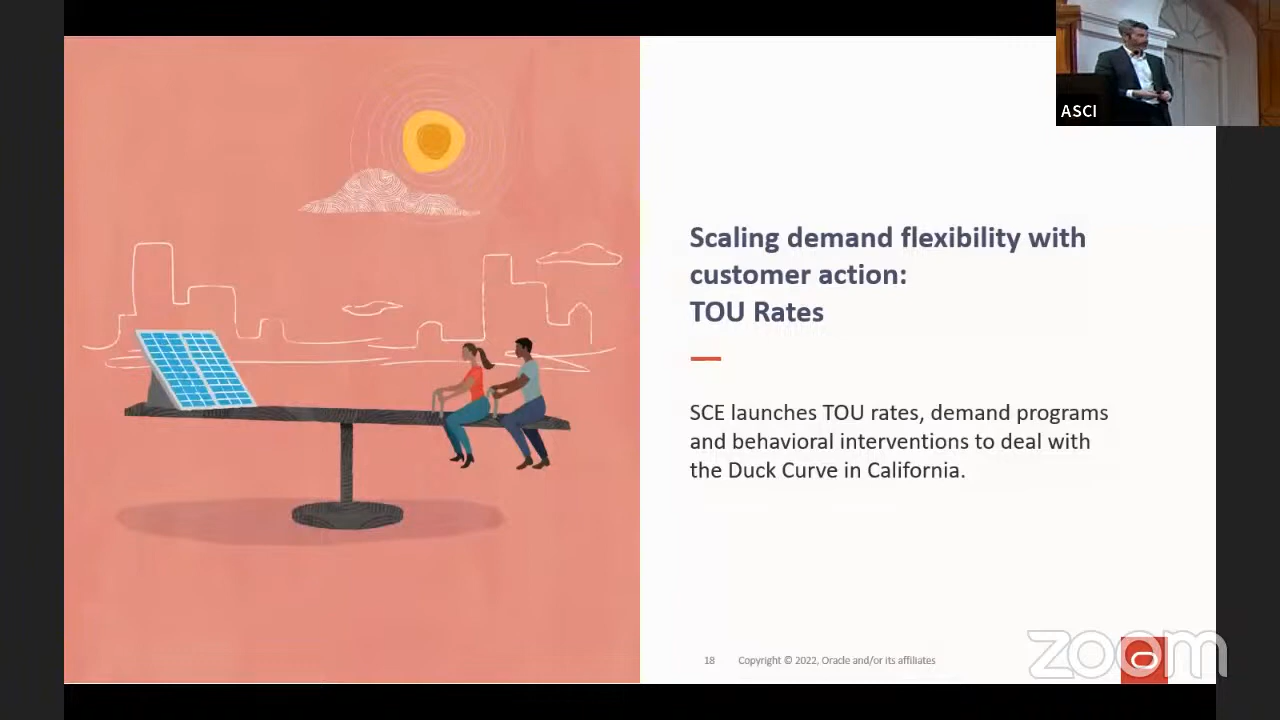 ASCI
Scaling demand flexibility with
customer action:
TOU Rates
SCE launches TOU rates, demand programs
and behavioral interventions to deal with
the Duck Curve in California.
18 Copyright © 2022, Oracle and/or its affiliates
zoom